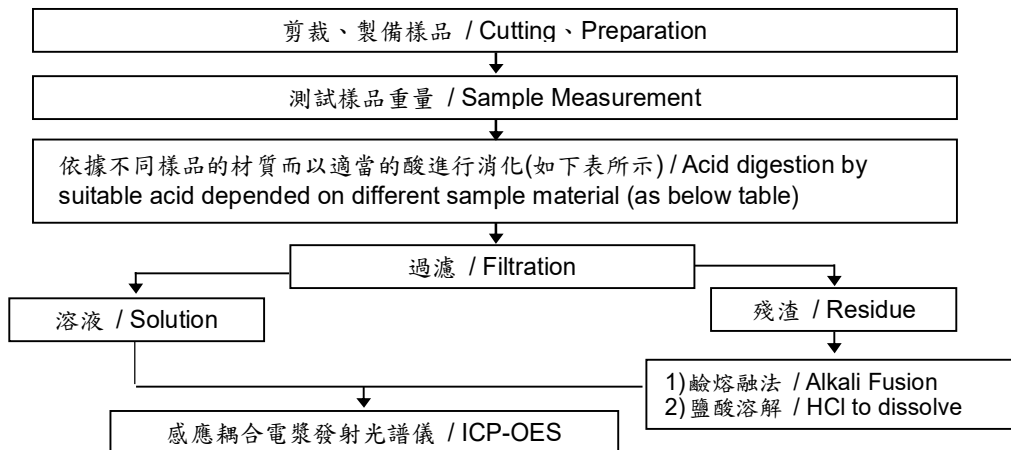 剪裁、製備樣品 / Cutting、Preparation
測試樣品重量 / Sample Measurement
依據不同樣品的材質而以適當的酸進行消化(如下表所示) / Acid digestion by
suitable acid depended on different sample material (as below table)
過濾 / Filtration
溶液 / Solution
殘渣 / Residue
1)鹼熔融法 / Alkali Fusion
2)鹽酸溶解 / HCl to dissolve
感應耦合電漿發射光譜儀 / ICP-OES